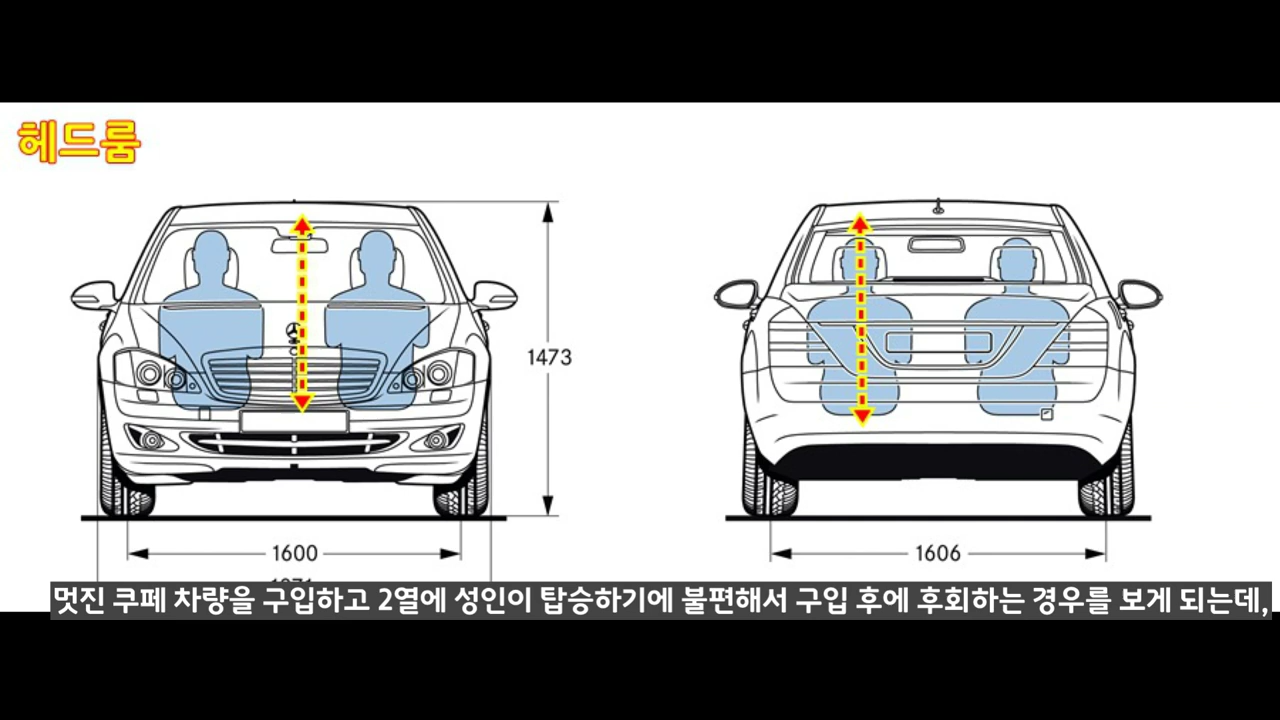 헤드룸
1473
1600
1606
멋진 쿠페 차량을 구입하고 2열에 성인이 탑승하기에 불편해서 구입 후에 후회하는 경우를 보게 되는데,